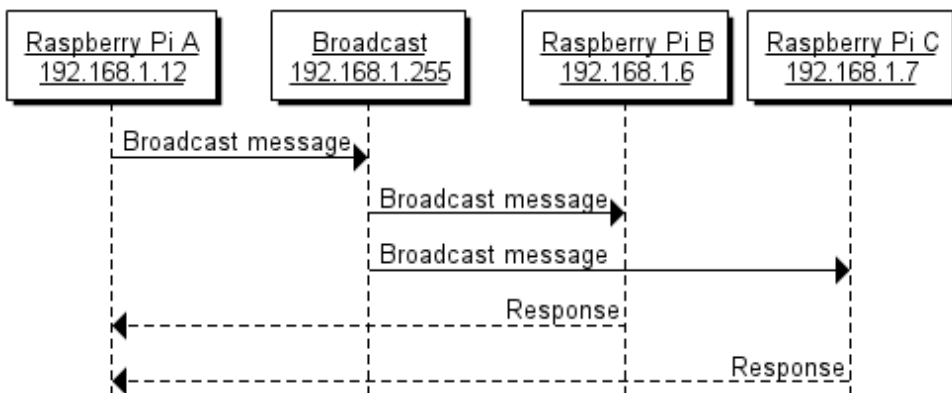 Raspberry Pi A
192.168.1.12
Broadcast
192.168.1.255
Raspberry Pi B
192.168.1.6
Raspberry Pi C
192.168.1.7
Broadcast message
Broadcast message
Broadcast message
Response
Response